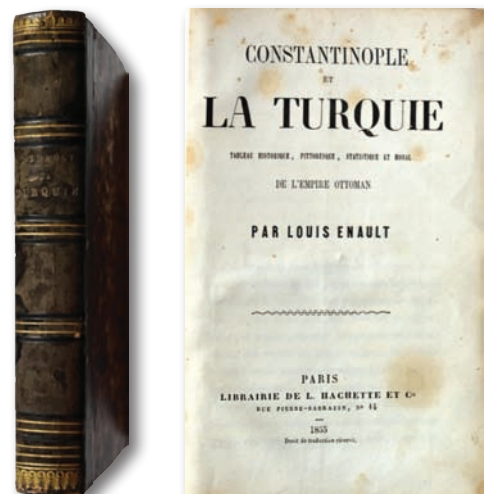 TURQUIE
CONSTANTINOPLE
ET
LA TURQUIE
TABLEAU HISTORIQUE, PITTORESQUE, STATISTIQUE ET MORAL
DE L'EMPIRE OTTOMAN
PAR LOUIS ENAULT
PARIS
LIBRAIRIE DE L. HACHETTE ET Cie
RUE PIERRE-SARRAZIN, N° 14
1855
Droit de traduction réservé.